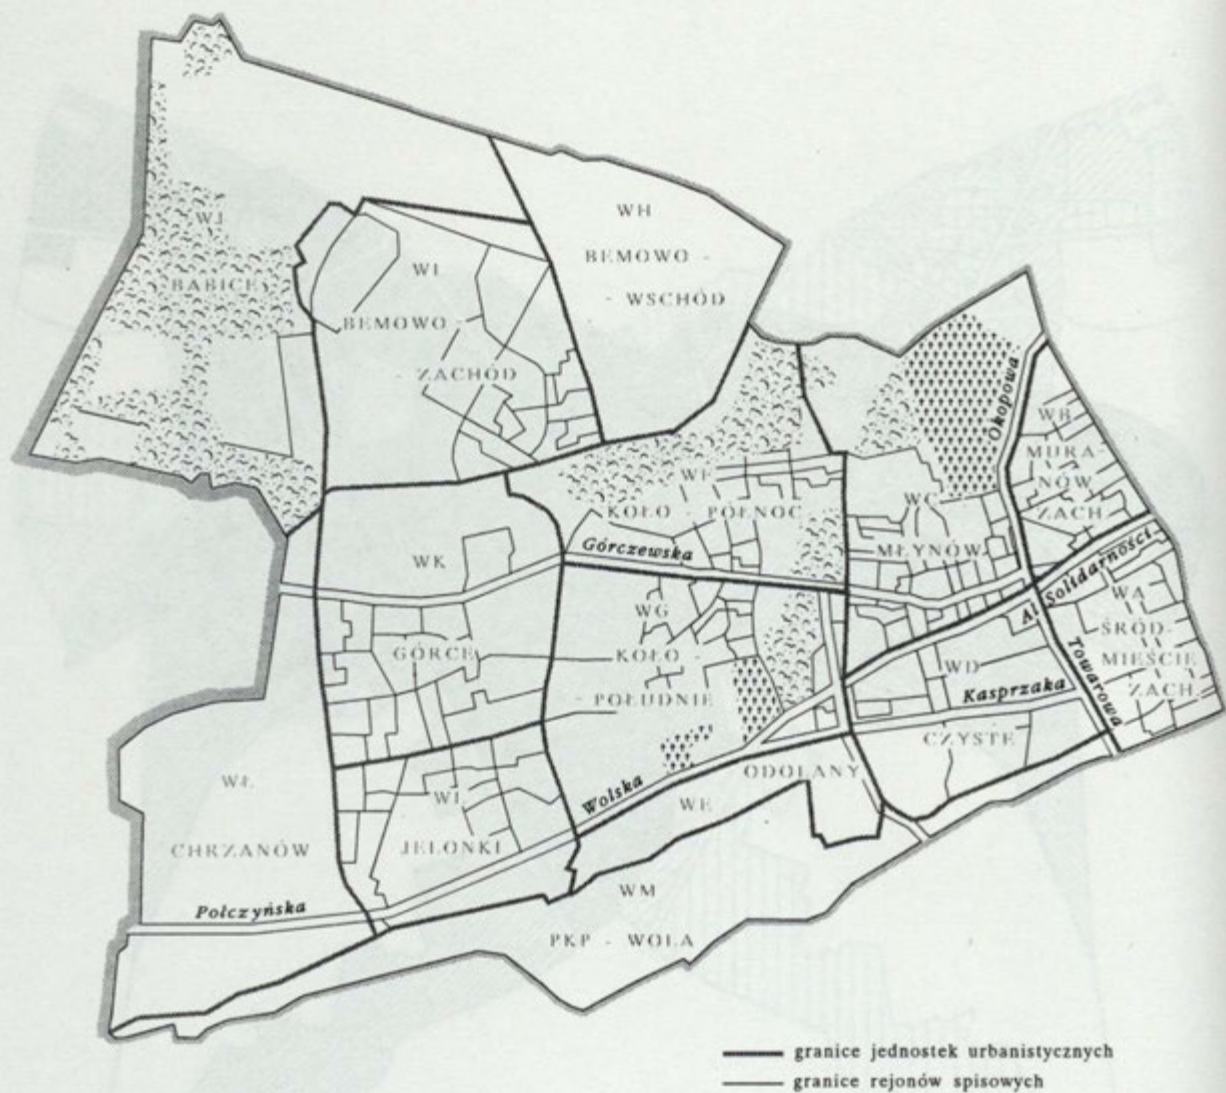 WJ
BABICE
WI
BEMOWO -
- ZACHÓD
WH
BEMOWO -
- WSCHÓD
WK
GÓRCE
WF
KOŁO - PÓŁNOC
Górczewska
WG
KOŁO -
- POŁUDNIE
WC
MŁYNÓW
Okopowa
WB
MURA-
NÓW
ZACH.
Al. Solidarności
WA
ŚRÓD-
MIEŚCIE
ZACH.
Towarowa
WD
Kasprzaka
CZYSTE
ODOLANY
WE
Wolska
WŁ
CHRZANÓW
WL
JELONKI
Połczyńska
WM
PKP - WOLA
granice jednostek urbanistycznych
granice rejonów spisowych